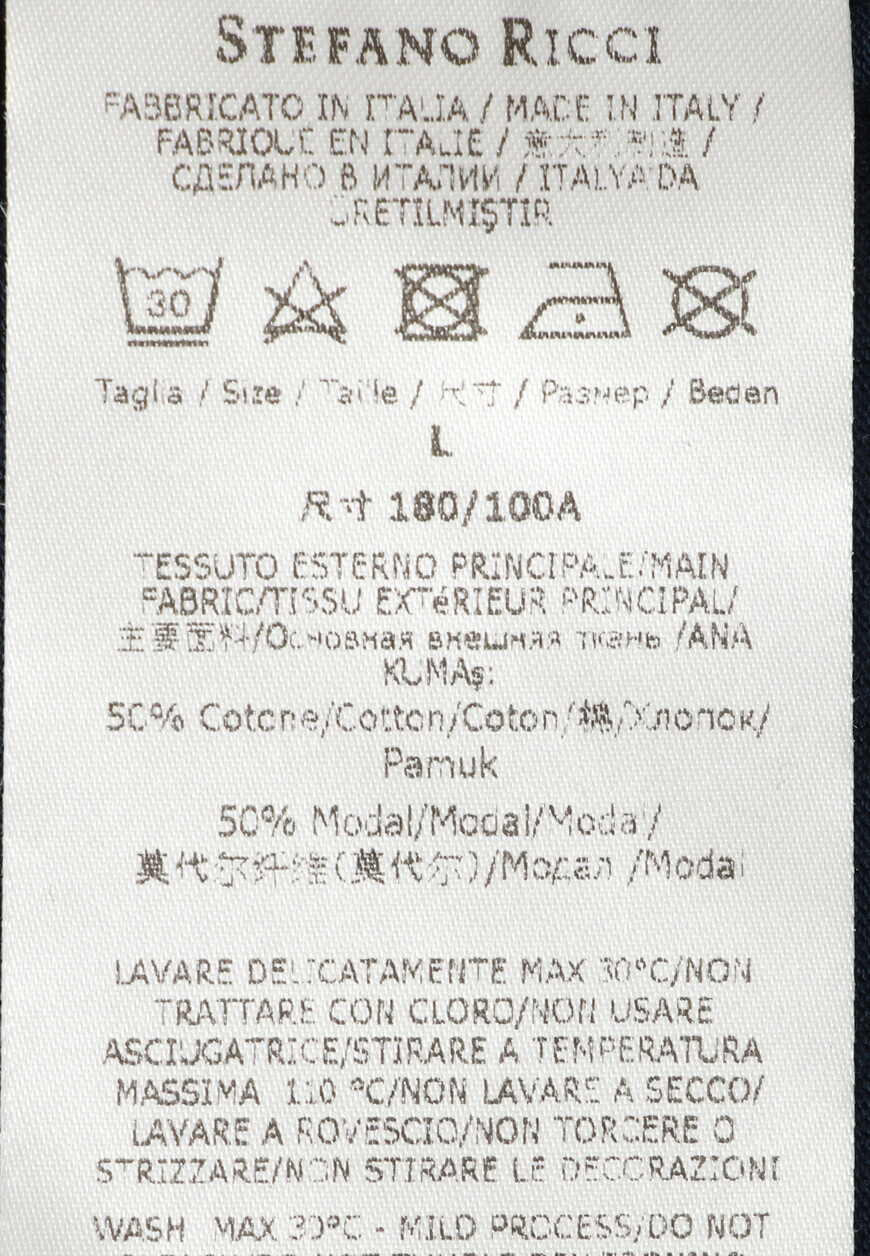 STEFANO RICCI
FABBRICATO IN ITALIA / MADE IN ITALY /
FABRIQUE EN ITALIE / 意大利制造 /
СДЕЛАНО В ИТАЛИИ / ITALYA'DA
ÜRETILMIŞTIR
30
Taglia / Size / Taille / 尺寸 / Размер / Beden
L
尺寸 180/100A
TESSUTO ESTERNO PRINCIPALE/MAIN
FABRIC/TISSU EXTéRIEUR PRINCIPAL/
主要面料/Основная внешняя ткань /ANA
KUMAş:
50% Cotone/Cotton/Coton/棉/Хлопок/
Pamuk
50% Modal/Modal/Modal/
莫代尔纤维(莫代尔)/Модал /Modal
LAVARE DELICATAMENTE MAX 30°C/NON
TRATTARE CON CLORO/NON USARE
ASCIUGATRICE/STIRARE A TEMPERATURA
MASSIMA 110 °C/NON LAVARE A SECCO/
LAVARE A ROVESCIO/NON TORCERE O
STRIZZARE/NON STIRARE LE DECORAZIONI
WASH MAX 30°C - MILD PROCESS/DO NOT